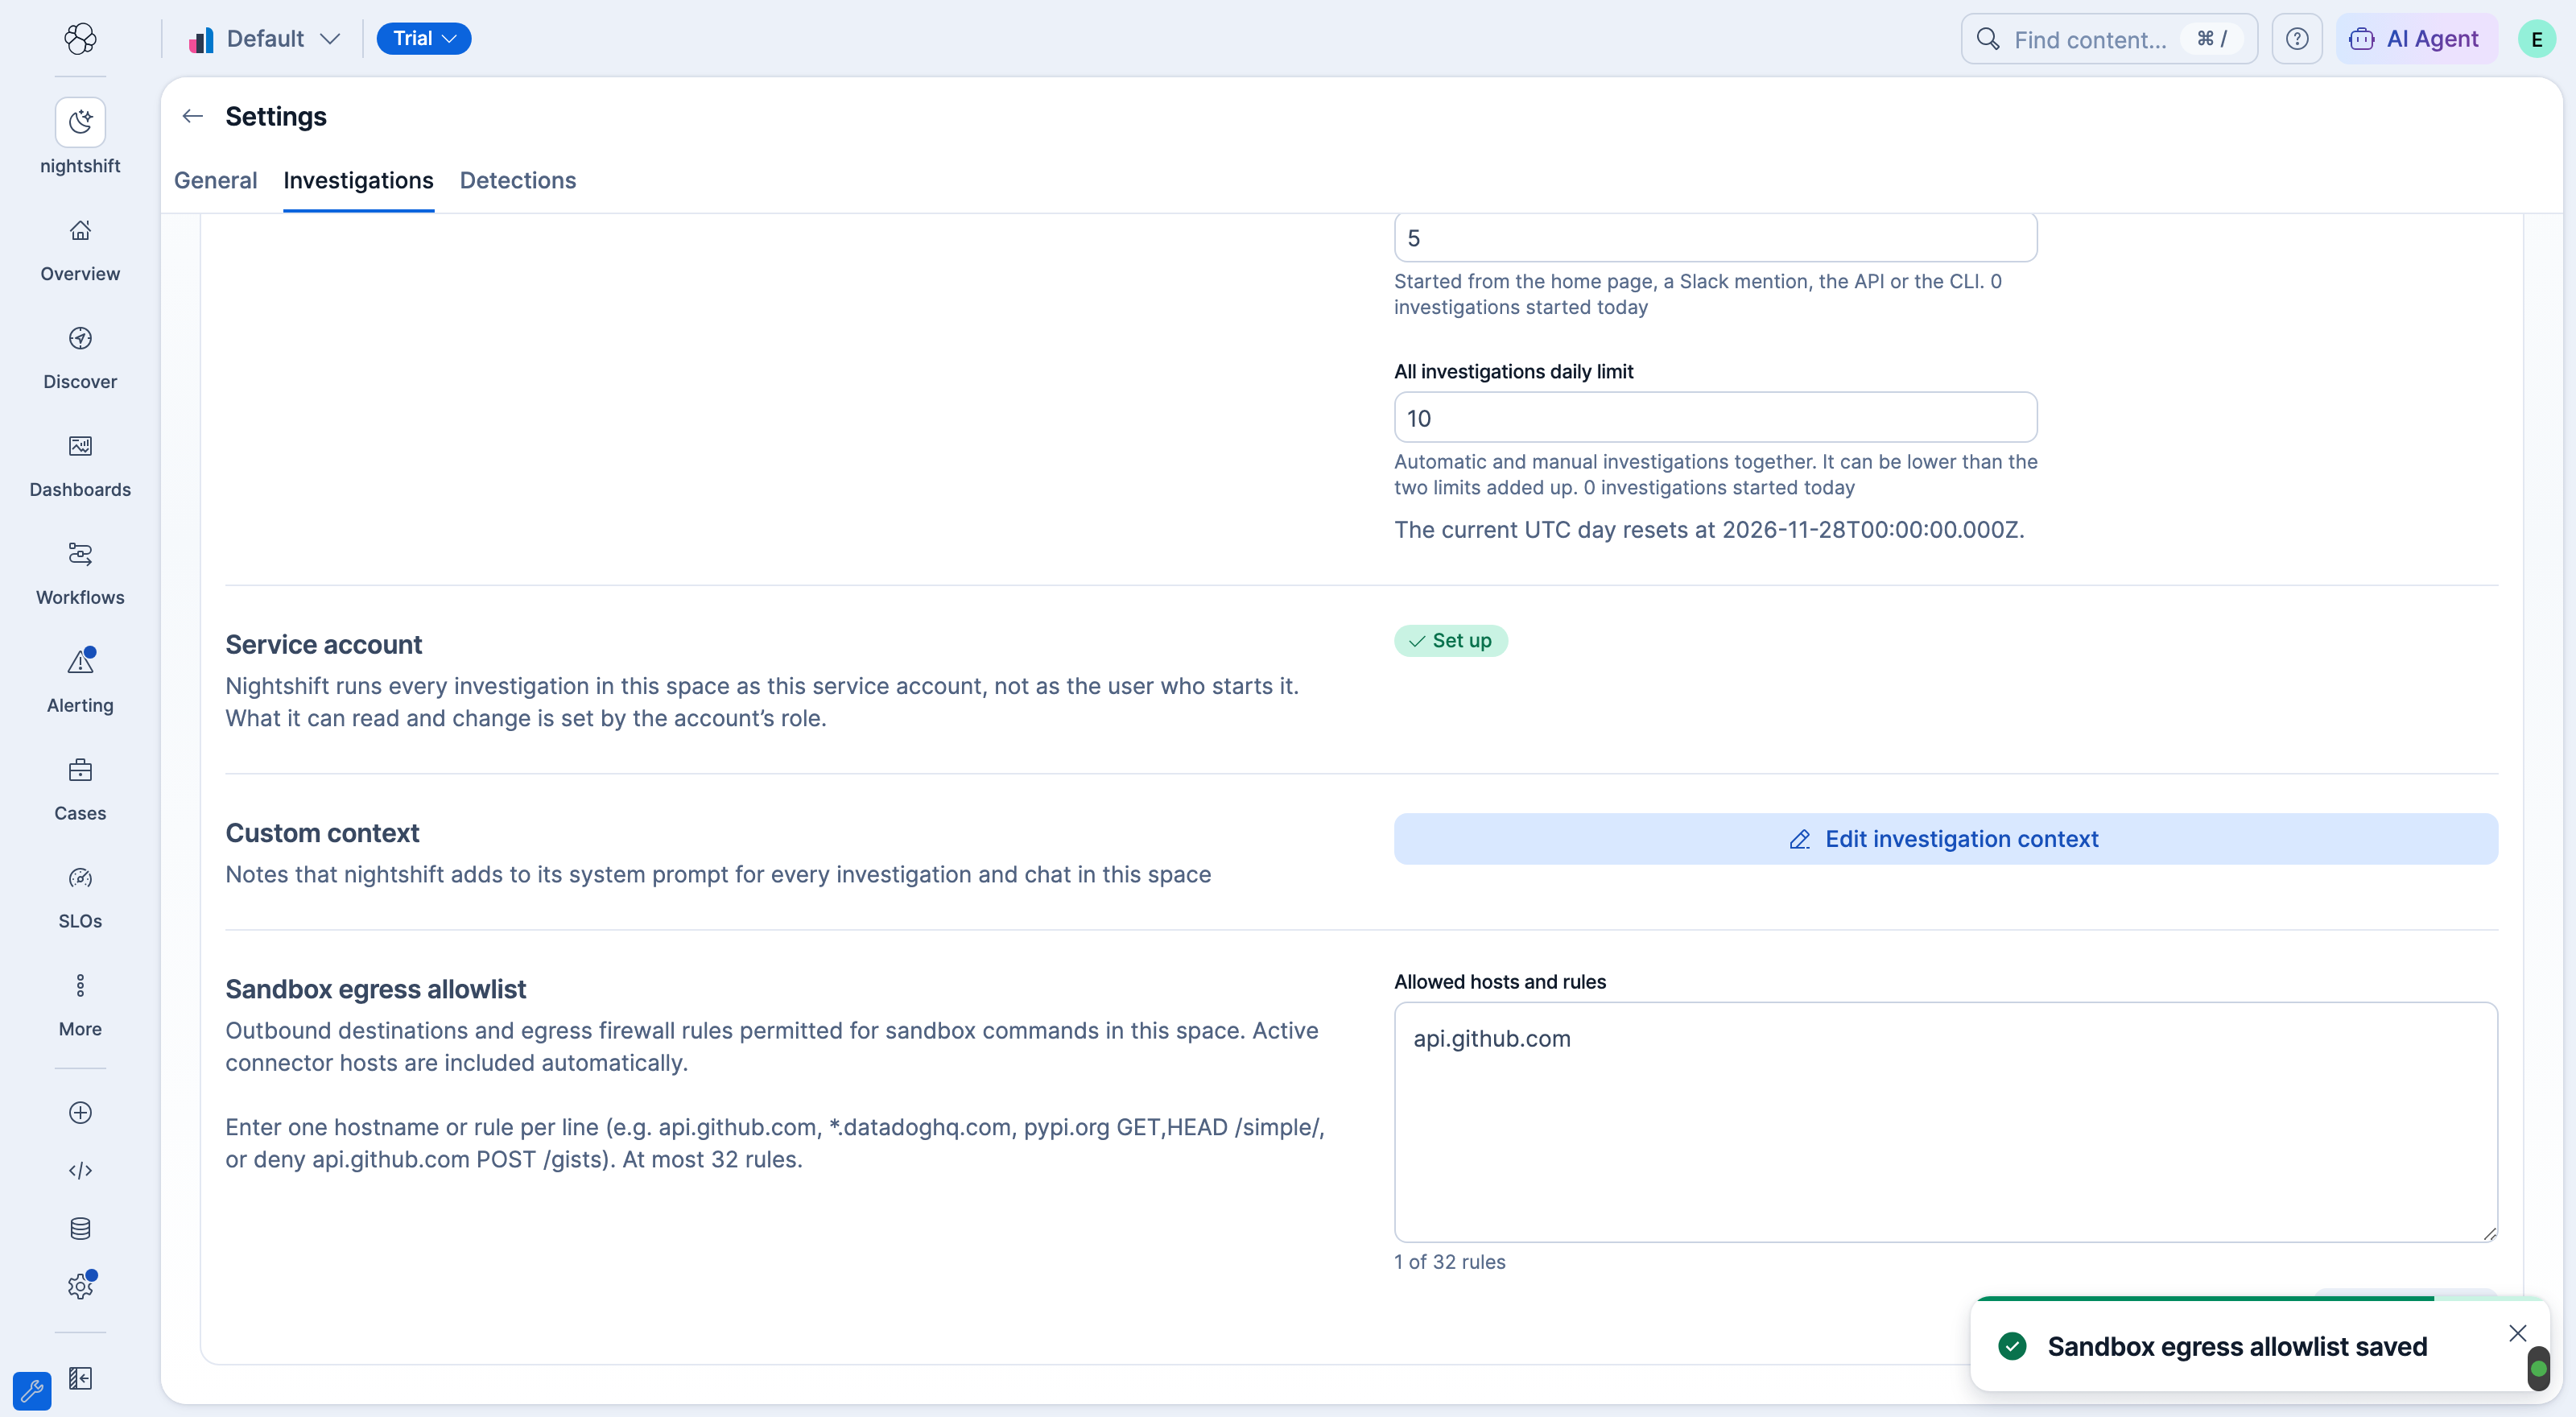 Default
Trial
Find content...
⌘ /
AI Agent
E
Settings
General
Investigations
Detections
nightshift
Overview
Discover
Dashboards
Workflows
Alerting
Cases
SLOs
More
5
Started from the home page, a Slack mention, the API or the CLI. 0
investigations started today
All investigations daily limit
10
Automatic and manual investigations together. It can be lower than the
two limits added up. 0 investigations started today
The current UTC day resets at 2026-11-28T00:00:00.000Z.
Service account
Nightshift runs every investigation in this space as this service account, not as the user who starts it.
What it can read and change is set by the account’s role.
Set up
Custom context
Notes that nightshift adds to its system prompt for every investigation and chat in this space
Edit investigation context
Sandbox egress allowlist
Outbound destinations and egress firewall rules permitted for sandbox commands in this space. Active
connector hosts are included automatically.
Enter one hostname or rule per line (e.g. api.github.com, *.datadoghq.com, pypi.org GET,HEAD /simple/,
or deny api.github.com POST /gists). At most 32 rules.
Allowed hosts and rules
api.github.com
1 of 32 rules
Sandbox egress allowlist saved